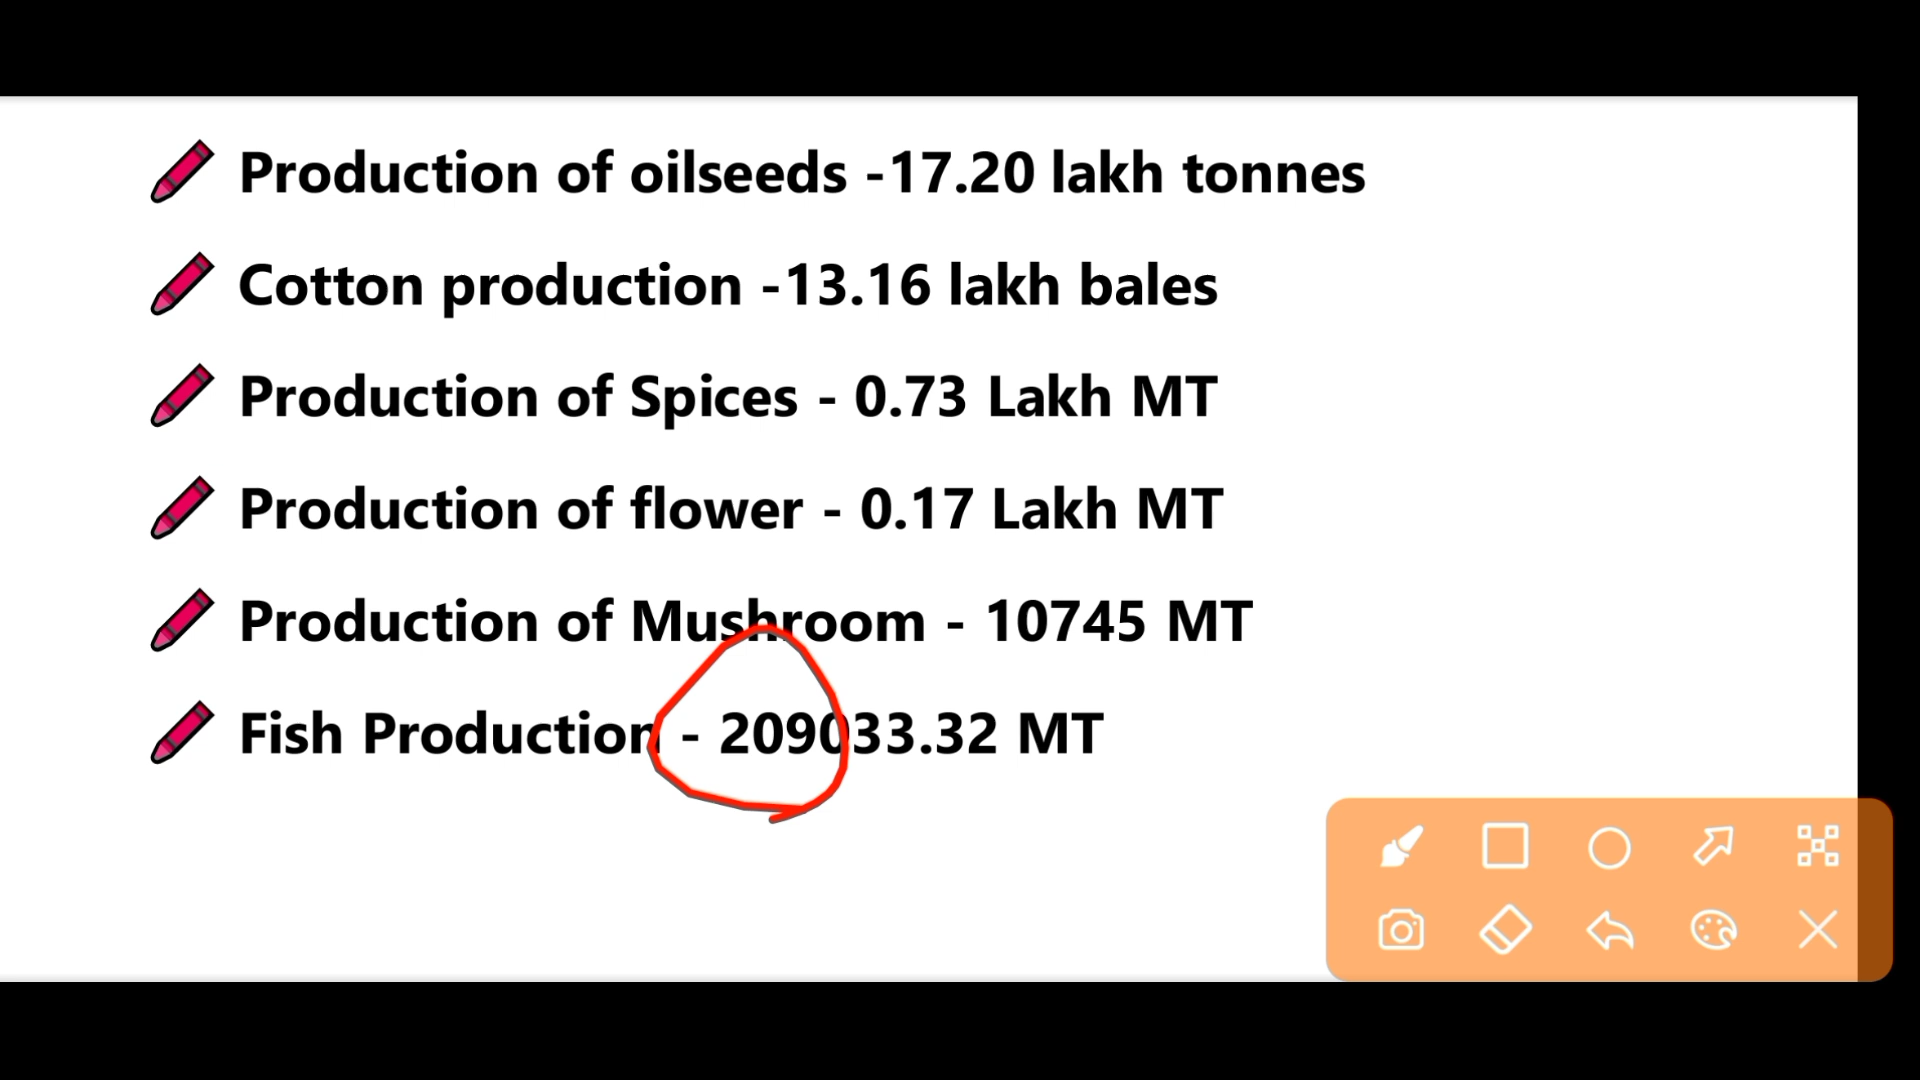 Production of oilseeds -17.20 lakh tonnes
Cotton production -13.16 lakh bales
Production of Spices - 0.73 Lakh MT
Production of flower - 0.17 Lakh MT
Production of Mushroom - 10745 MT
Fish Production - 209033.32 MT